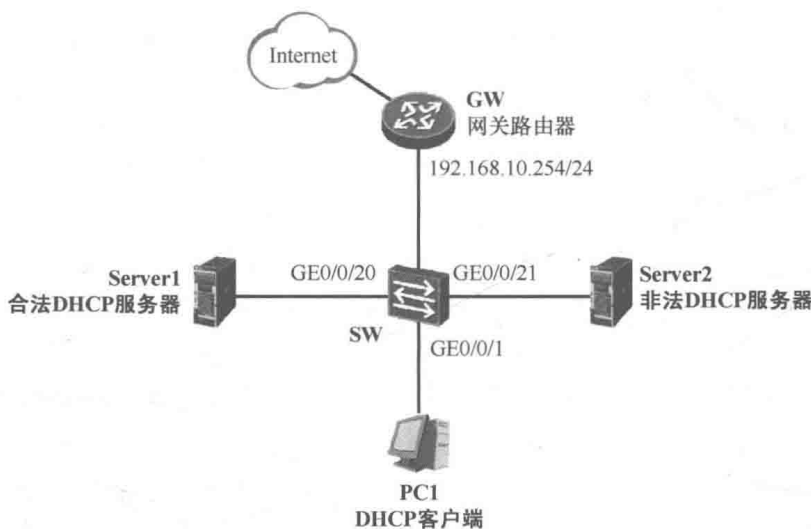 Internet
GW
网关路由器
192.168.10.254/24
Server1
合法DHCP服务器
GE0/0/20
GE0/0/21
Server2
非法DHCP服务器
SW
GE0/0/1
PC1
DHCP客户端